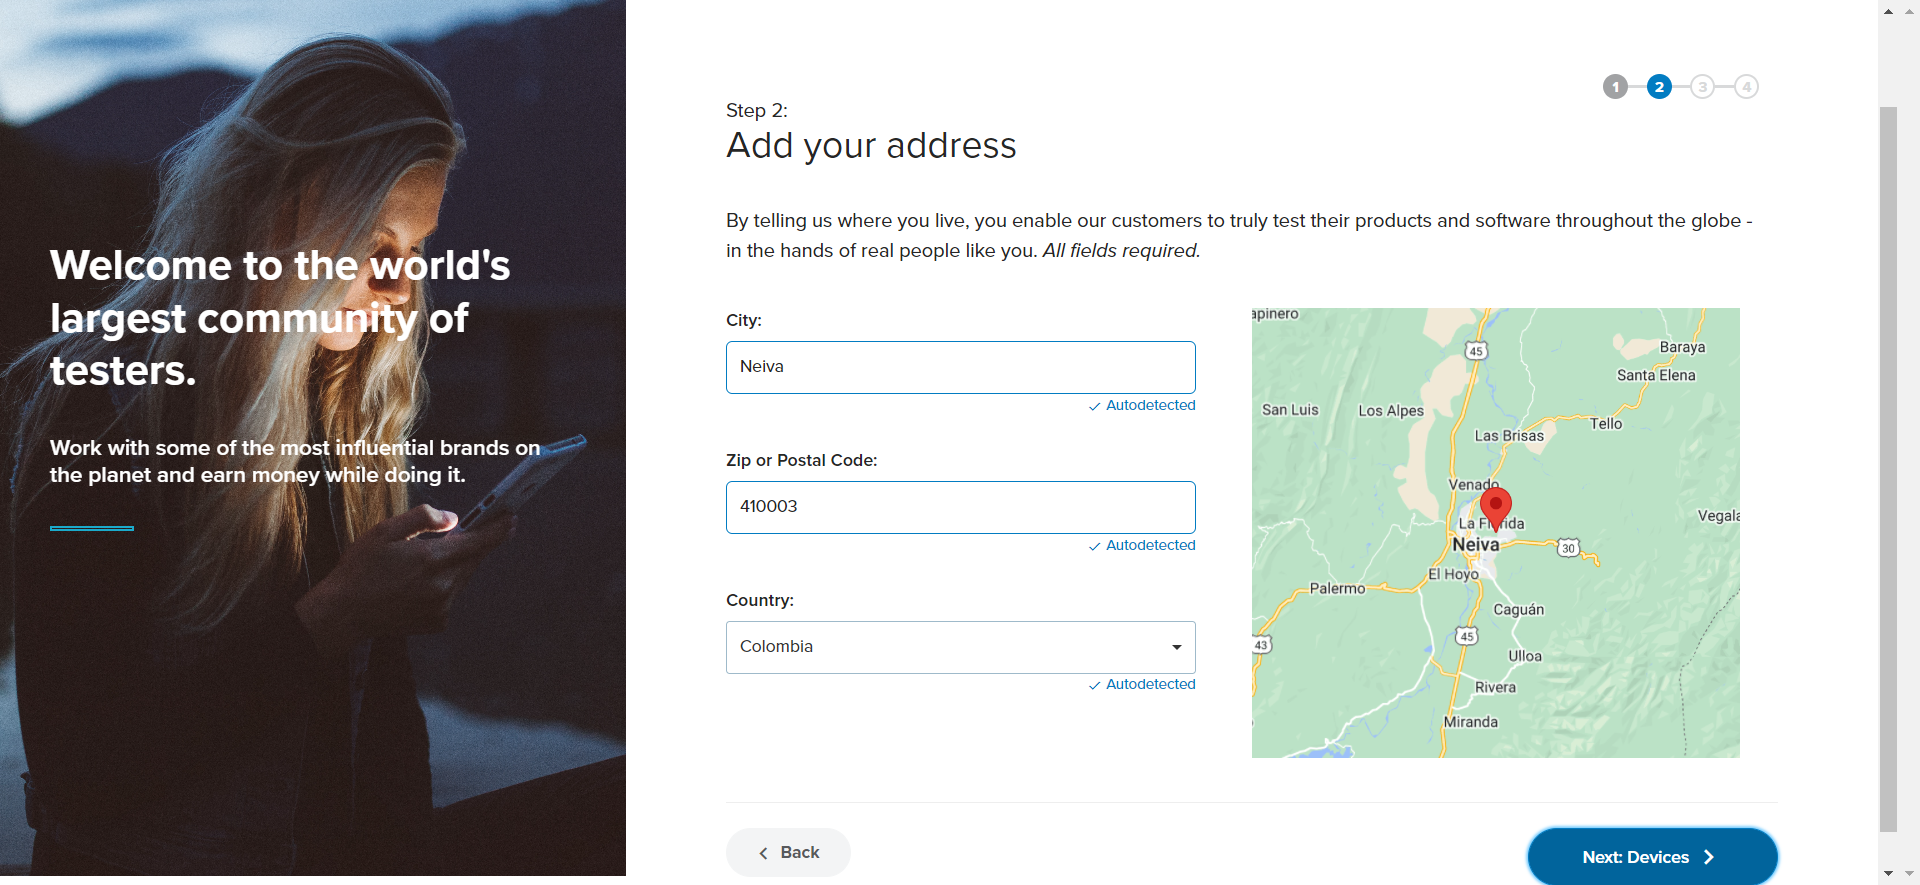 Welcome to the world's
largest community of
testers.
Work with some of the most influential brands on
the planet and earn money while doing it.
1
2
3
4
Step 2:
Add your address
By telling us where you live, you enable our customers to truly test their products and software throughout the globe -
in the hands of real people like you. All fields required.
City:
Neiva
Autodetected
Zip or Postal Code:
410003
Autodetected
Country:
Colombia
Autodetected
apinero
45
Baraya
Santa Elena
San Luis
Los Alpes
Tello
Las Brisas
Venado
Vegala
La Florida
Neiva
30
El Hoyo
Palermo
Caguán
45
43
Ulloa
Rivera
Miranda
Back
Next: Devices